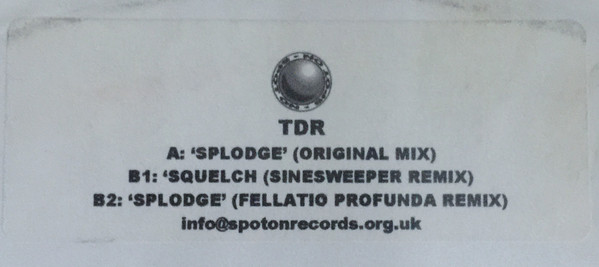 TDR
A: ‘SPLODGE’ (ORIGINAL MIX)
B1: ‘SQUELCH (SINESWEEPER REMIX)
B2: ‘SPLODGE’ (FELLATIO PROFUNDA REMIX)
info@spotonrecords.org.uk